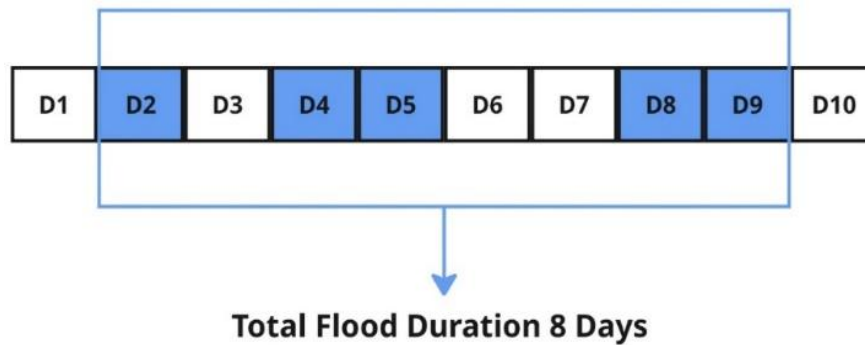 D1 D2 D3 D4 D5 D6 D7 D8 D9 D10
Total Flood Duration 8 Days